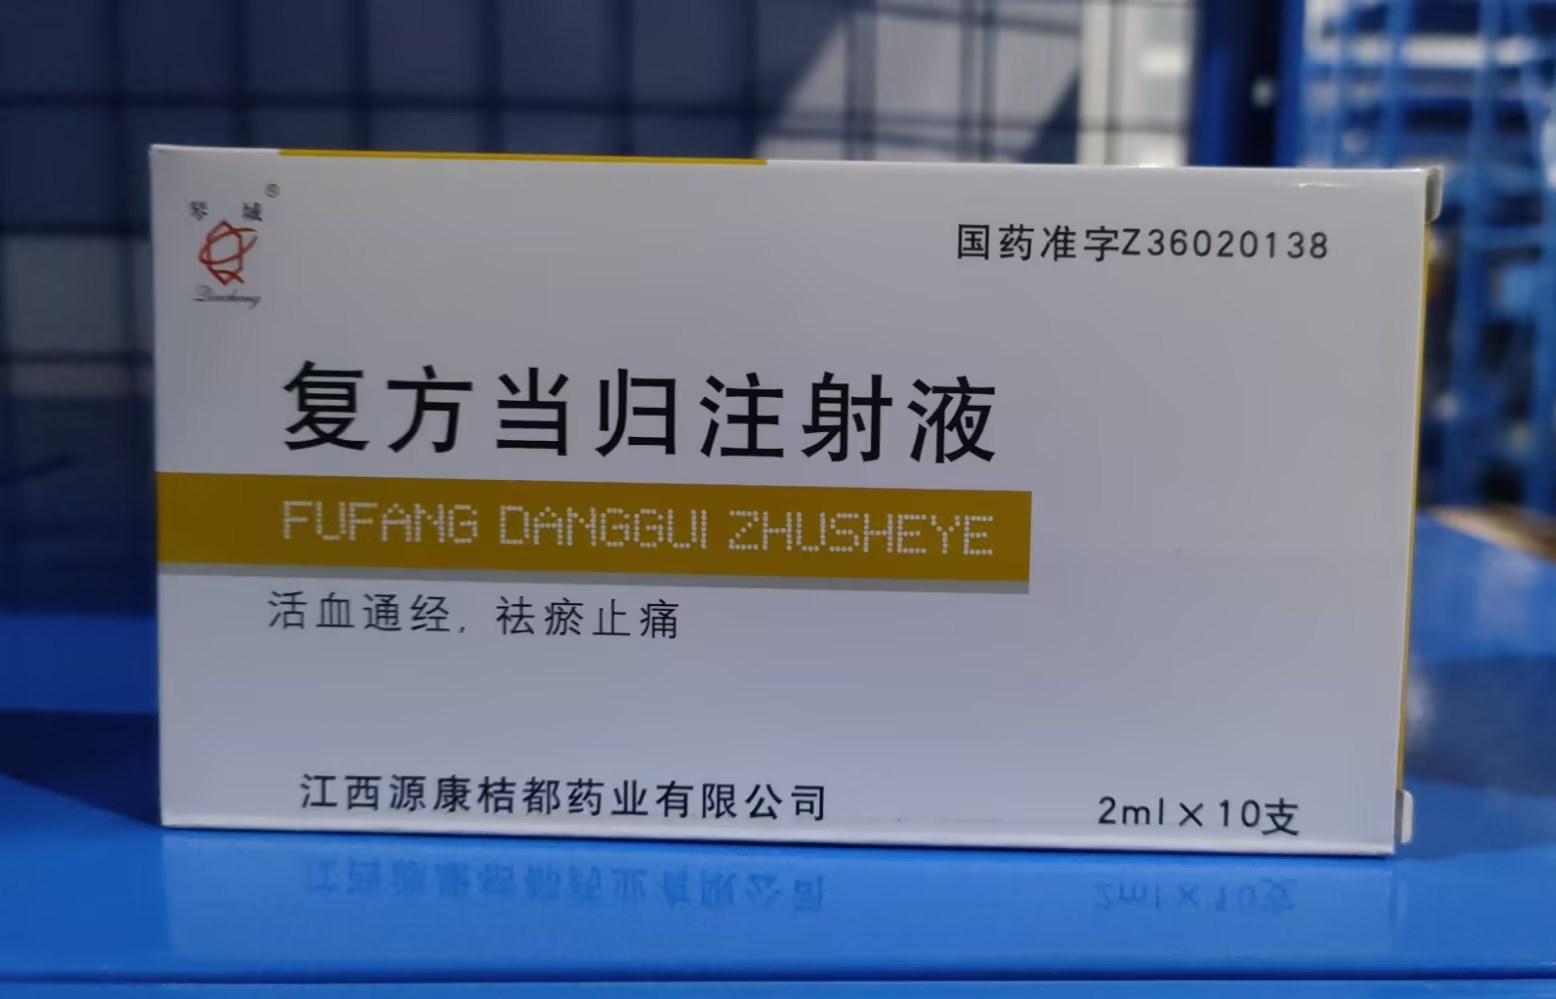 琴城®
Qincheng
国药准字Z36020138
复方当归注射液
FUFANG DANGGUI ZHUSHEYE
活血通经,祛瘀止痛
江西源康桔都药业有限公司
2ml×10支